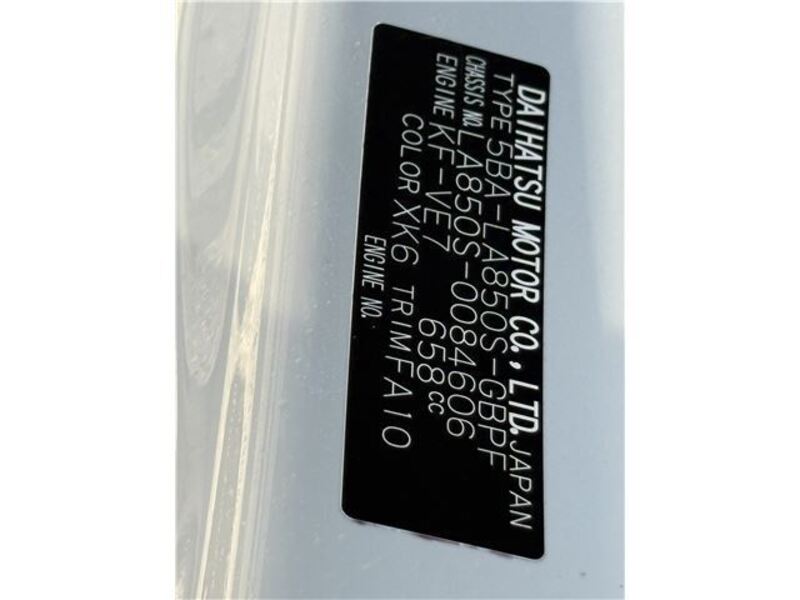 DAIHATSU MOTOR CO., LTD. JAPAN
TYPE 5BA-LA850S-GBPF
CHASSIS NO. LA850S-0084606
ENGINE KF-VE7 658cc
COLOR XK6 TRIM FA10
ENGINE NO.